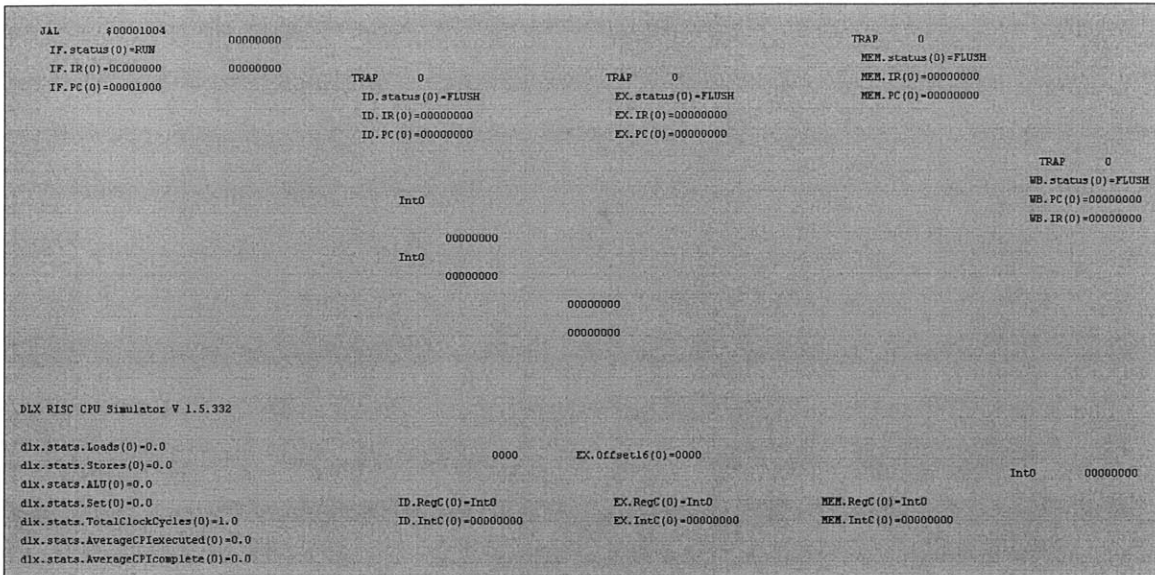 JAL $00001004
IF.status(0)=RUN
IF.IR(0)=0C000000
IF.PC(0)=00001000
00000000
00000000
TRAP 0
ID.status(0)=FLUSH
ID.IR(0)=00000000
ID.PC(0)=00000000
TRAP 0
EX.status(0)=FLUSH
EX.IR(0)=00000000
EX.PC(0)=00000000
TRAP 0
MEM.status(0)=FLUSH
MEM.IR(0)=00000000
MEM.PC(0)=00000000
TRAP 0
WB.status(0)=FLUSH
WB.PC(0)=00000000
WB.IR(0)=00000000
Int0
00000000
Int0
00000000
00000000
00000000
DLX RISC CPU Simulator V 1.5.332
dlx.stats.Loads(0)=0.0
dlx.stats.Stores(0)=0.0
dlx.stats.ALU(0)=0.0
dlx.stats.Set(0)=0.0
dlx.stats.TotalClockCycles(0)=1.0
dlx.stats.AverageCPIexecuted(0)=0.0
dlx.stats.AverageCPIcomplete(0)=0.0
0000 EX.Offset16(0)=0000
ID.RegC(0)=Int0
ID.IntC(0)=00000000
EX.RegC(0)=Int0
EX.IntC(0)=00000000
MEM.RegC(0)=Int0
MEM.IntC(0)=00000000
Int0 00000000